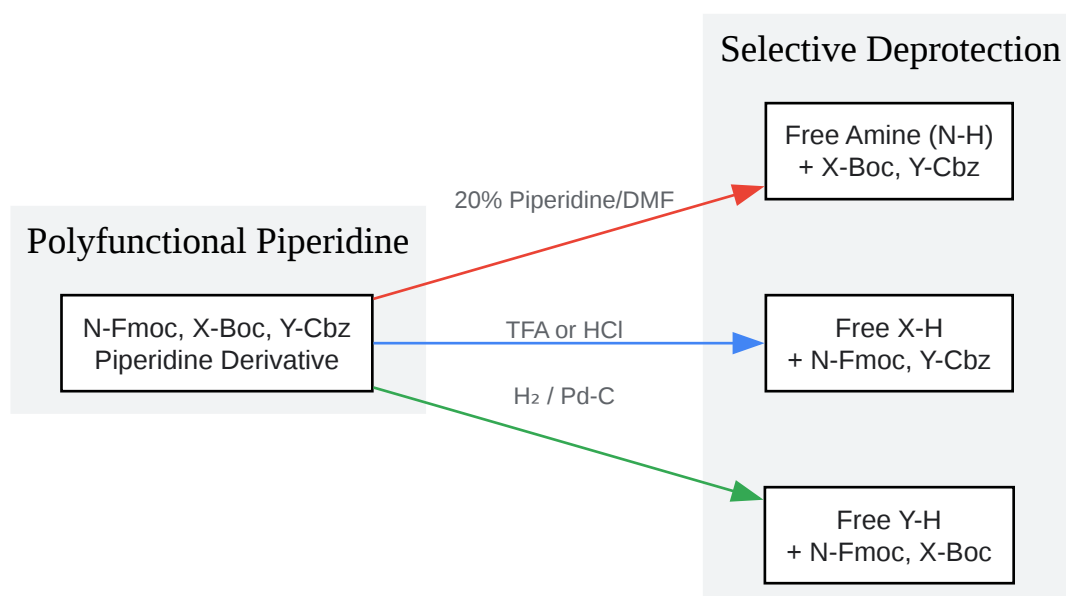 Polyfunctional Piperidine
N-Fmoc, X-Boc, Y-Cbz
Piperidine Derivative
20% Piperidine/DMF
TFA or HCl
H₂ / Pd-C
Selective Deprotection
Free Amine (N-H)
+ X-Boc, Y-Cbz
Free X-H
+ N-Fmoc, Y-Cbz
Free Y-H
+ N-Fmoc, X-Boc